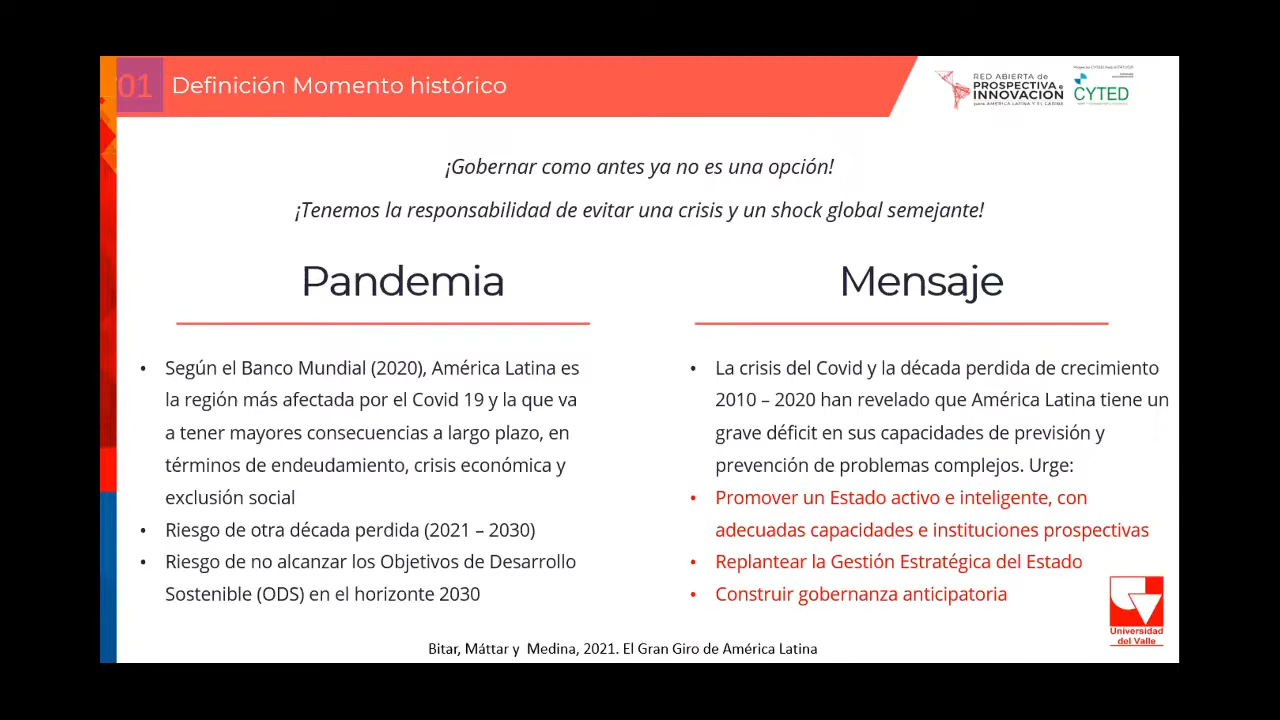 01 Definición Momento histórico
RED ABIERTA de
PROSPECTIVA e
INNOVACIÓN
para AMÉRICA LATINA Y EL CARIBE
CYTED
¡Gobernar como antes ya no es una opción!
¡Tenemos la responsabilidad de evitar una crisis y un shock global semejante!
Pandemia
• Según el Banco Mundial (2020), América Latina es
la región más afectada por el Covid 19 y la que va
a tener mayores consecuencias a largo plazo, en
términos de endeudamiento, crisis económica y
exclusión social
• Riesgo de otra década perdida (2021 – 2030)
• Riesgo de no alcanzar los Objetivos de Desarrollo
Sostenible (ODS) en el horizonte 2030
Mensaje
• La crisis del Covid y la década perdida de crecimiento
2010 – 2020 han revelado que América Latina tiene un
grave déficit en sus capacidades de previsión y
prevención de problemas complejos. Urge:
• Promover un Estado activo e inteligente, con
adecuadas capacidades e instituciones prospectivas
• Replantear la Gestión Estratégica del Estado
• Construir gobernanza anticipatoria
Universidad
del Valle
Bitar, Máttar y Medina, 2021. El Gran Giro de América Latina